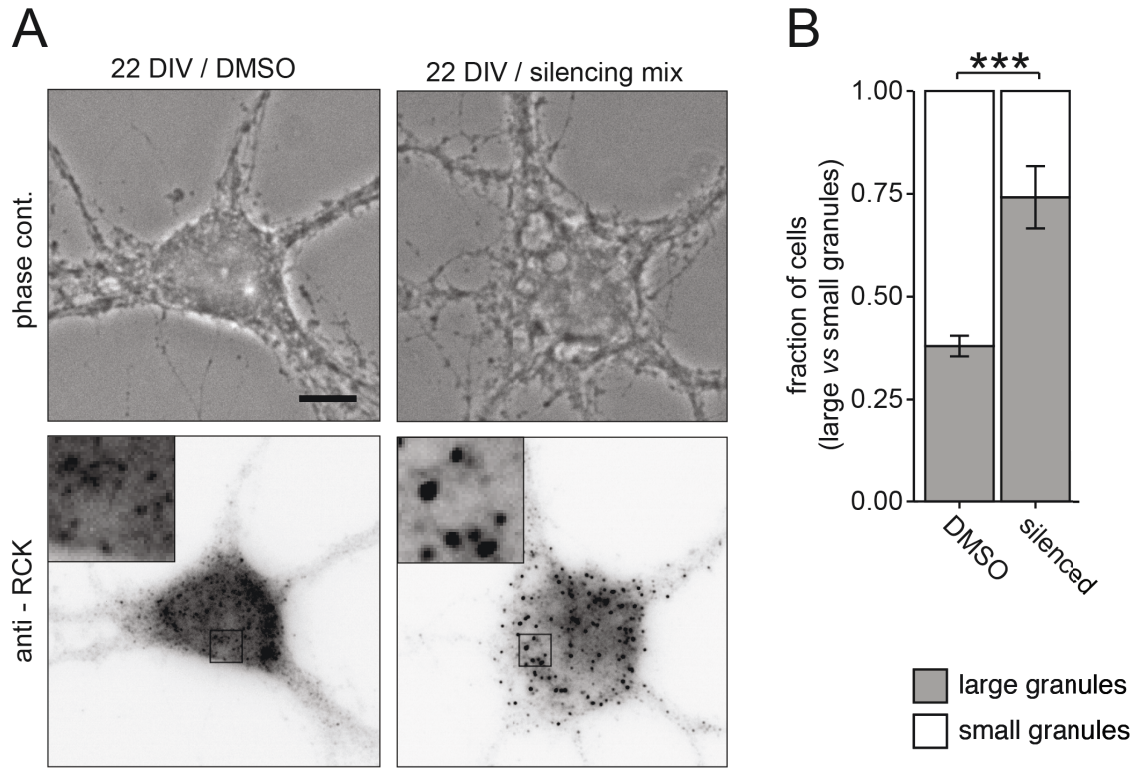 A
22 DIV / DMSO
22 DIV / silencing mix
phase cont.
anti - RCK
B
***
fraction of cells
(large vs small granules)
1.00
0.75
0.50
0.25
0.00
DMSO
silenced
large granules
small granules